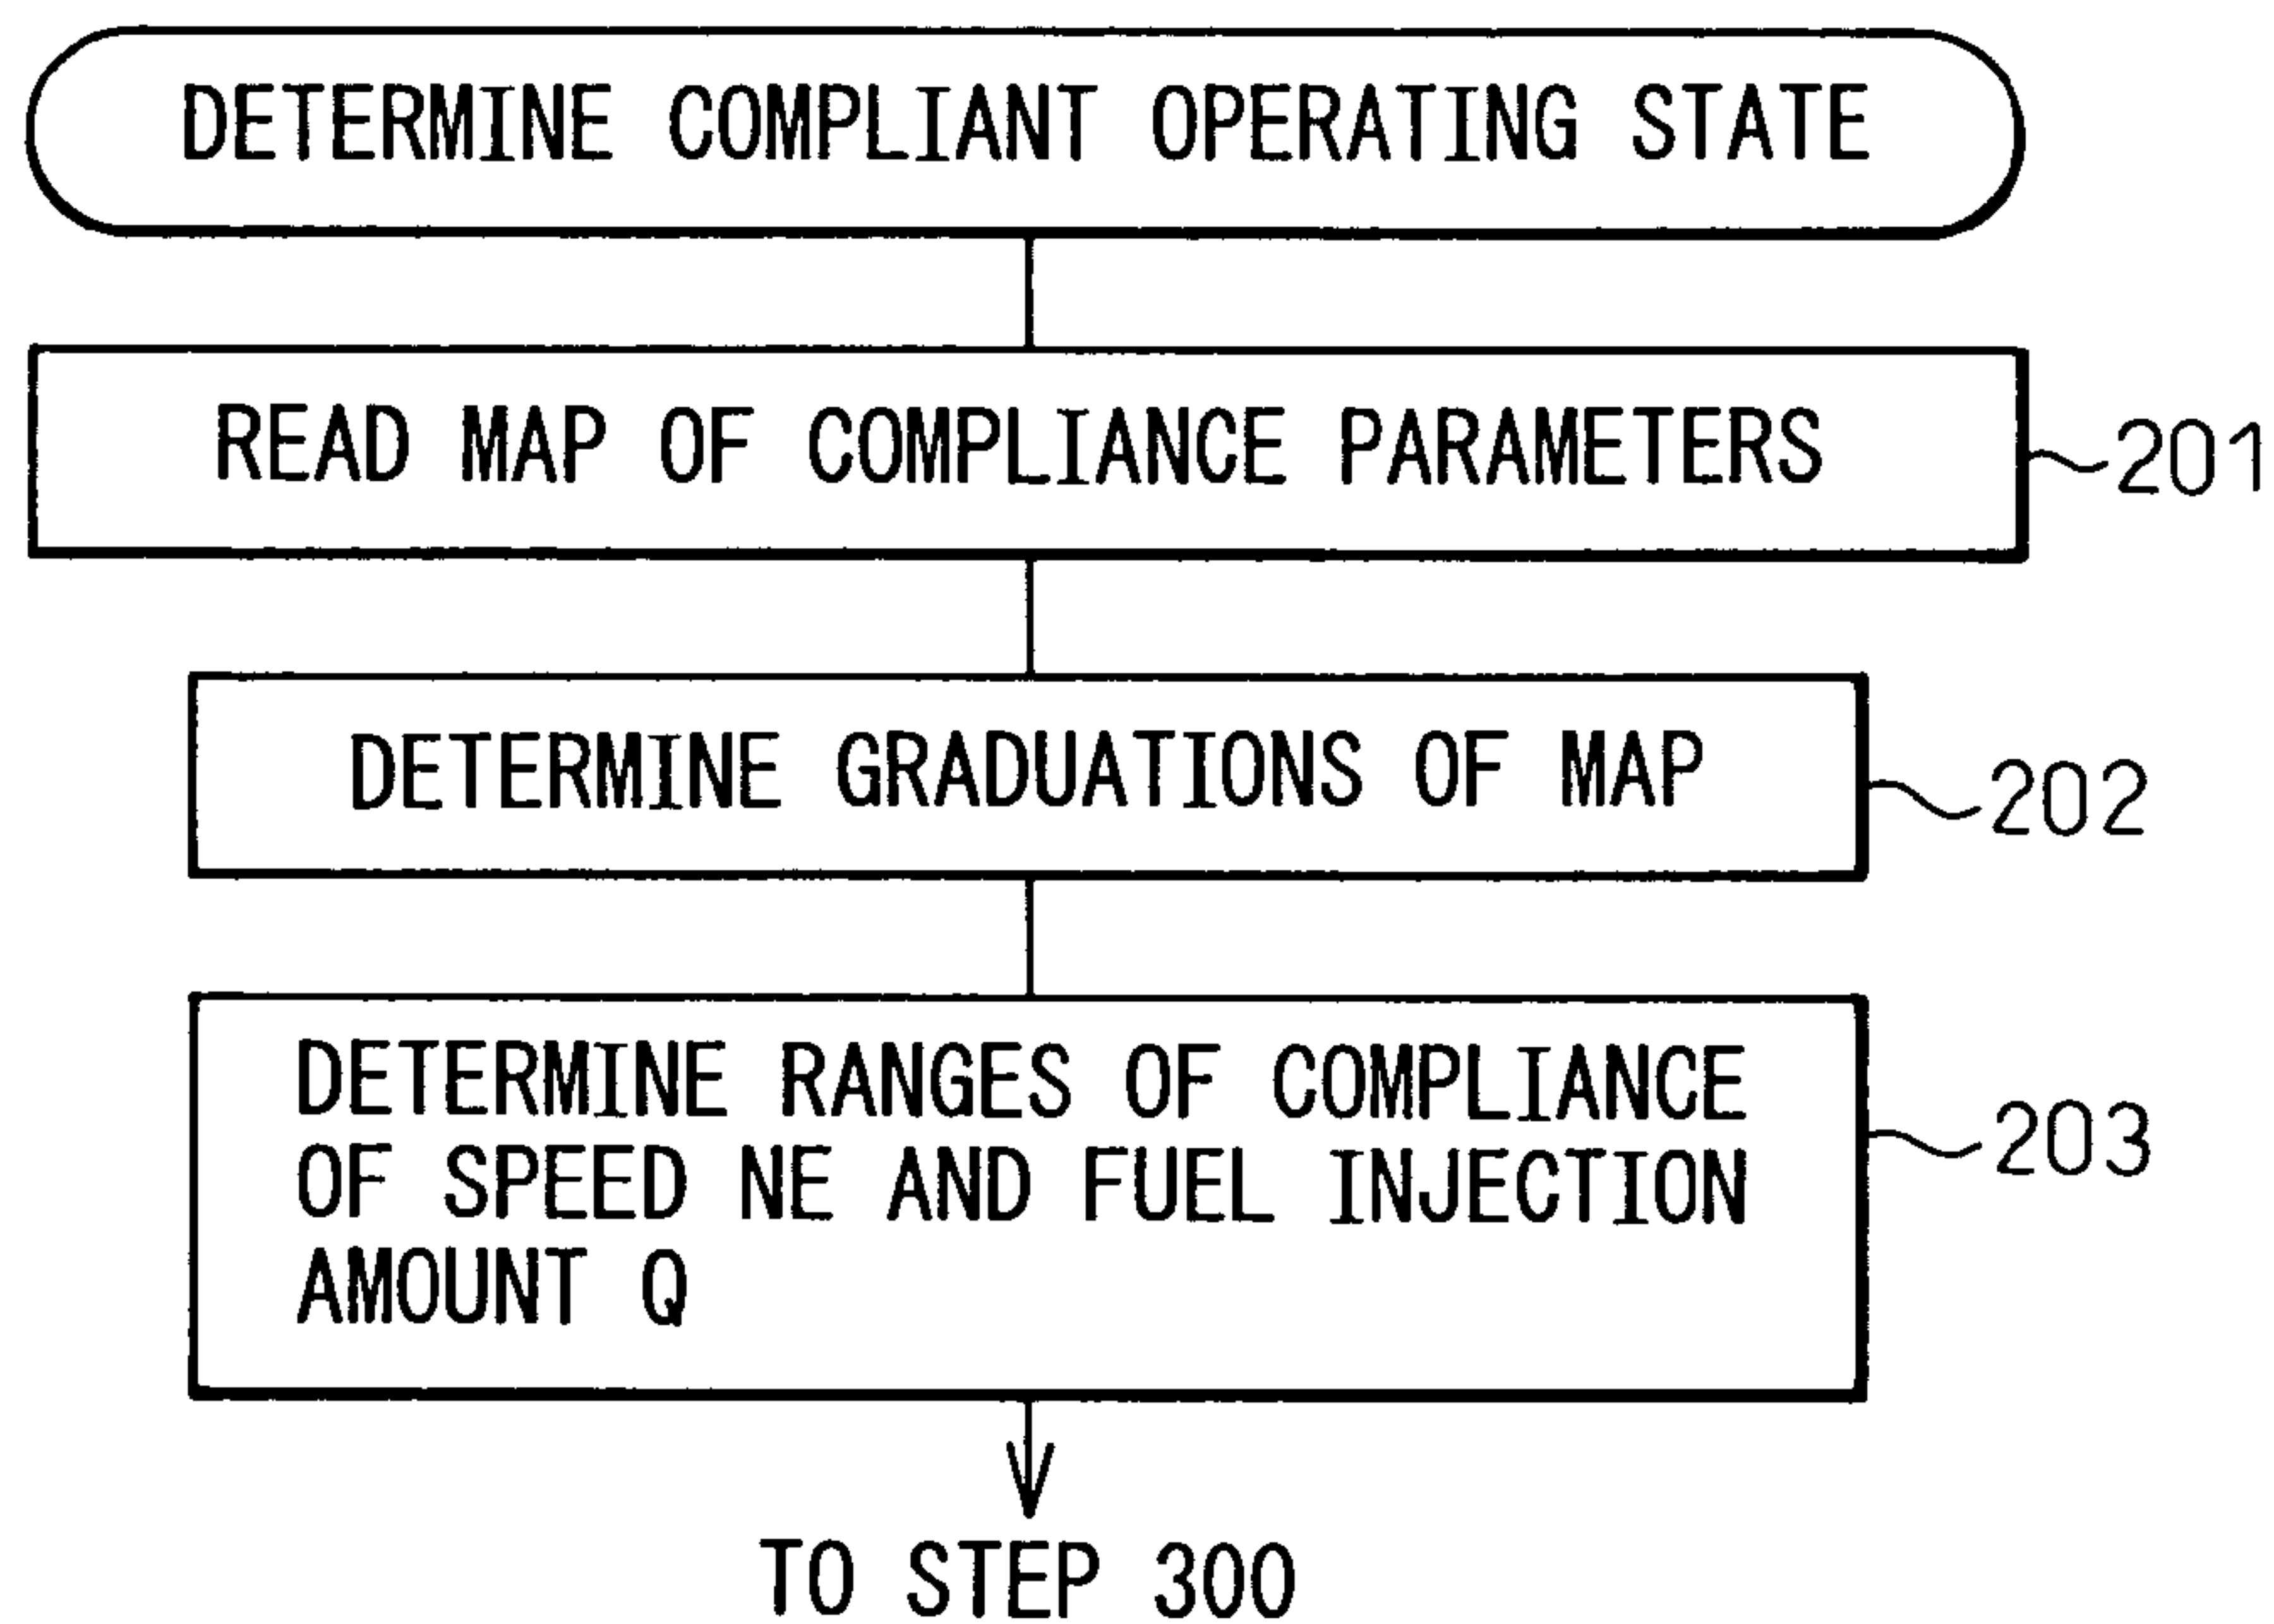 DETERMINE COMPLIANT OPERATING STATE
READ MAP OF COMPLIANCE PARAMETERS
201
DETERMINE GRADUATIONS OF MAP
202
DETERMINE RANGES OF COMPLIANCE
OF SPEED NE AND FUEL INJECTION
AMOUNT Q
203
TO STEP 300